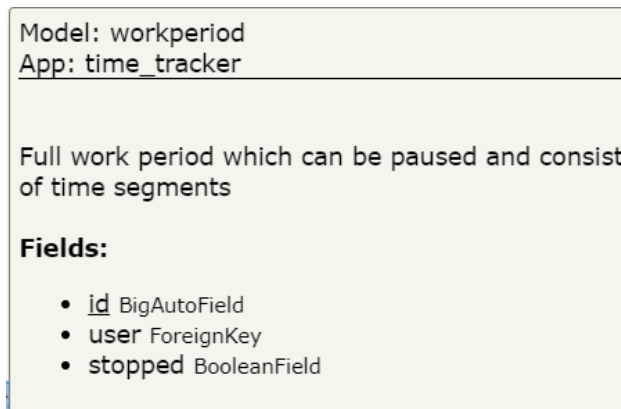 Model: workperiod
App: time_tracker
Full work period which can be paused and consist
of time segments
Fields:
id BigAutoField
user ForeignKey
stopped BooleanField